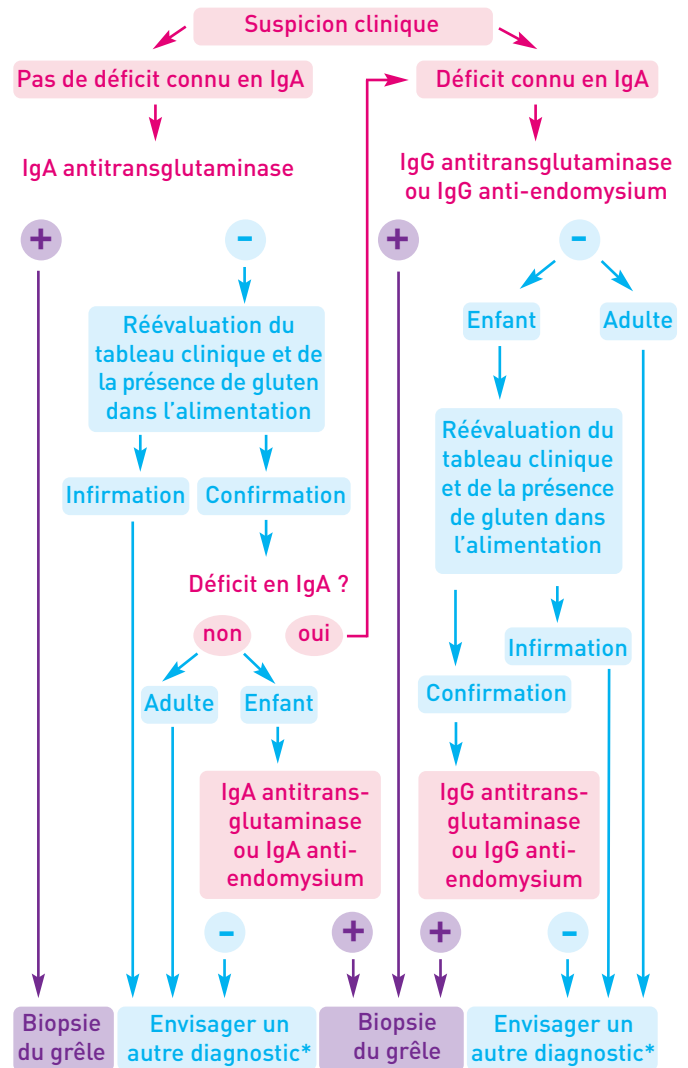 Suspicion clinique
Pas de déficit connu en IgA
Déficit connu en IgA
IgA antitransglutaminase
IgG antitransglutaminase
ou IgG anti-endomysium
+
-
+
-
Réévaluation du
tableau clinique et de
la présence de gluten
dans l’alimentation
Enfant
Adulte
Réévaluation du
tableau clinique
et de la présence
de gluten dans
l’alimentation
Infirmation
Confirmation
Déficit en IgA ?
non
oui
Infirmation
Adulte
Enfant
Confirmation
IgA antitrans-
glutaminase
ou IgA anti-
endomysium
IgG antitrans-
glutaminase
ou IgG anti-
endomysium
-
+
+
-
Biopsie
du grêle
Envisager un
autre diagnostic*
Biopsie
du grêle
Envisager un
autre diagnostic*